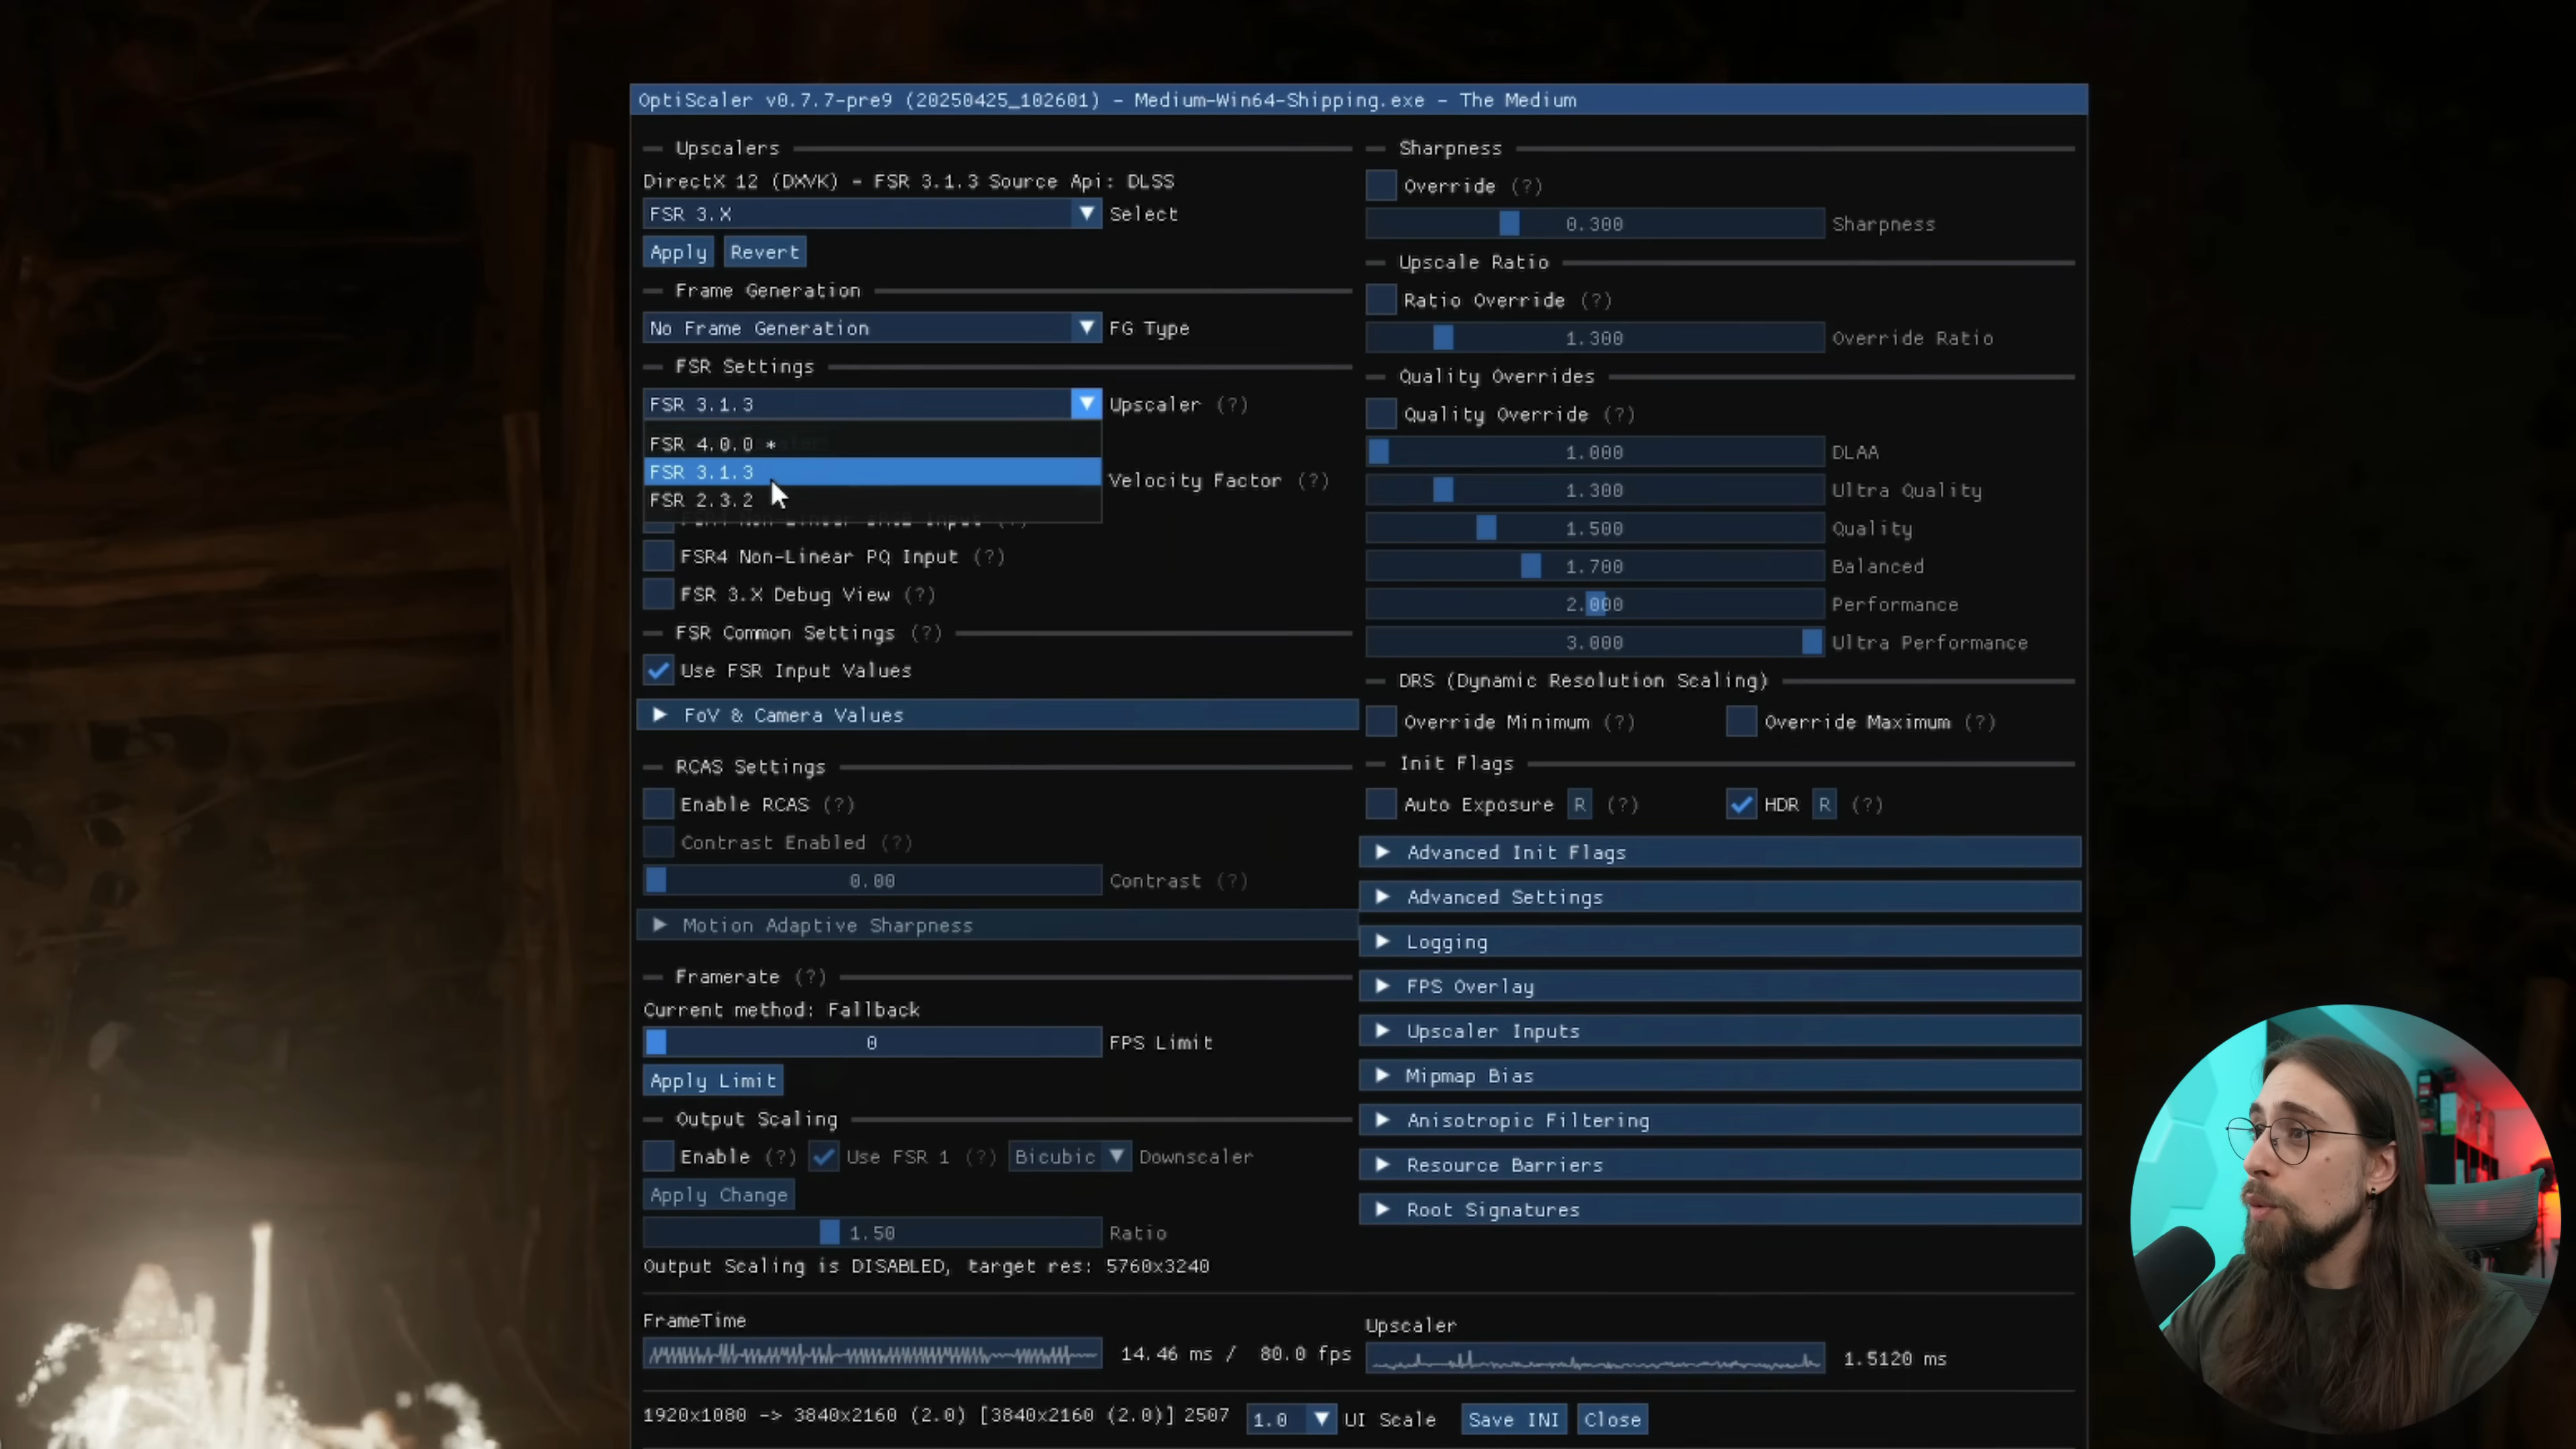 OptiScaler v0.7.7-pre9 (20250425_102601) - Medium-Win64-Shipping.exe - The Medium
Upscalers
DirectX 12 (DXVK) - FSR 3.1.3 Source Api: DLSS
FSR 3.X Select
Apply Revert
Frame Generation
No Frame Generation FG Type
FSR Settings
FSR 3.1.3 Upscaler (?)
FSR 4.0.0 *
FSR 3.1.3
Velocity Factor (?)
FSR 2.3.2
FSR4 Non-Linear PQ Input (?)
FSR 3.X Debug View (?)
FSR Common Settings (?)
Use FSR Input Values
FoV & Camera Values
RCAS Settings
Enable RCAS (?)
Contrast Enabled (?)
0.00 Contrast (?)
Motion Adaptive Sharpness
Framerate (?)
Current method: Fallback
0 FPS Limit
Apply Limit
Output Scaling
Enable (?) Use FSR 1 (?) Bicubic Downscaler
Apply Change
1.50 Ratio
Output Scaling is DISABLED, target res: 5760x3240
Sharpness
Override (?)
0.300 Sharpness
Upscale Ratio
Ratio Override (?)
1.300 Override Ratio
Quality Overrides
Quality Override (?)
1.000 DLAA
1.300 Ultra Quality
1.500 Quality
1.700 Balanced
2.000 Performance
3.000 Ultra Performance
DRS (Dynamic Resolution Scaling)
Override Minimum (?) Override Maximum (?)
Init Flags
Auto Exposure R (?) HDR R (?)
Advanced Init Flags
Advanced Settings
Logging
FPS Overlay
Upscaler Inputs
Mipmap Bias
Anisotropic Filtering
Resource Barriers
Root Signatures
FrameTime
14.46 ms / 80.0 fps
Upscaler
1.5120 ms
1920x1080 -> 3840x2160 (2.0) [3840x2160 (2.0)] 2507 1.0 UI Scale Save INI Close